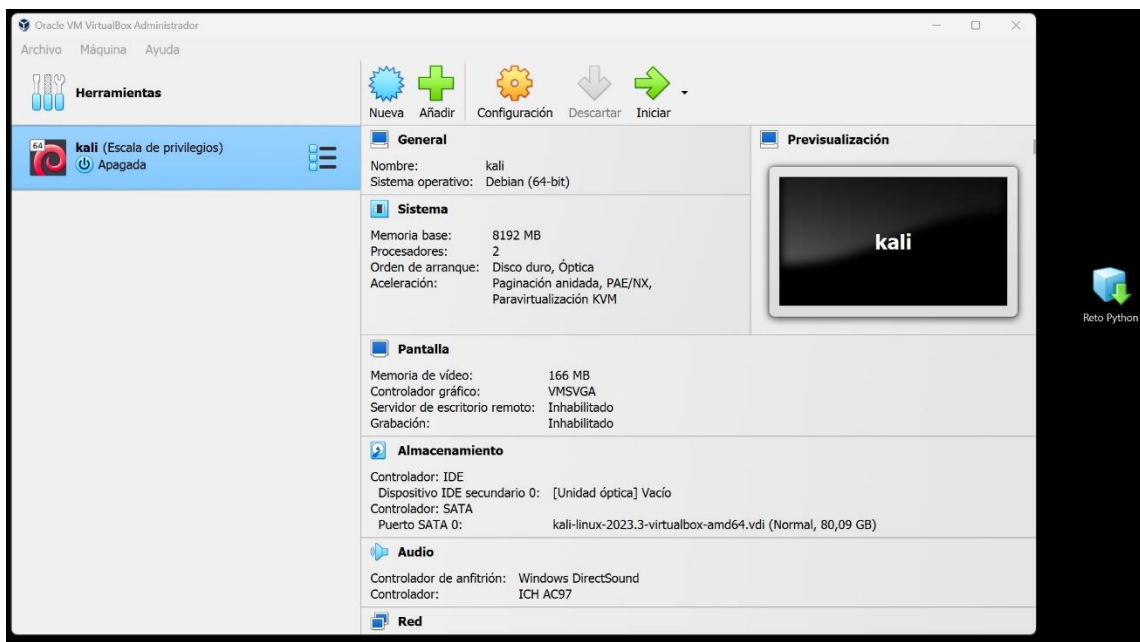 Oracle VM VirtualBox Administrador
Archivo Máquina Ayuda
Herramientas
Nueva Añadir Configuración Descartar Iniciar
64 kali (Escala de privilegios)
Apagada
General
Nombre: kali
Sistema operativo: Debian (64-bit)
Sistema
Memoria base: 8192 MB
Procesadores: 2
Orden de arranque: Disco duro, Óptica
Aceleración: Paginación anidada, PAE/NX,
Paravirtualización KVM
Previsualización
kali
Pantalla
Memoria de vídeo: 166 MB
Controlador gráfico: VMSVGA
Servidor de escritorio remoto: Inhabilitado
Grabación: Inhabilitado
Almacenamiento
Controlador: IDE
Dispositivo IDE secundario 0: [Unidad óptica] Vacío
Controlador: SATA
Puerto SATA 0: kali-linux-2023.3-virtualbox-amd64.vdi (Normal, 80,09 GB)
Audio
Controlador de anfitrión: Windows DirectSound
Controlador: ICH AC97
Red
Reto Python